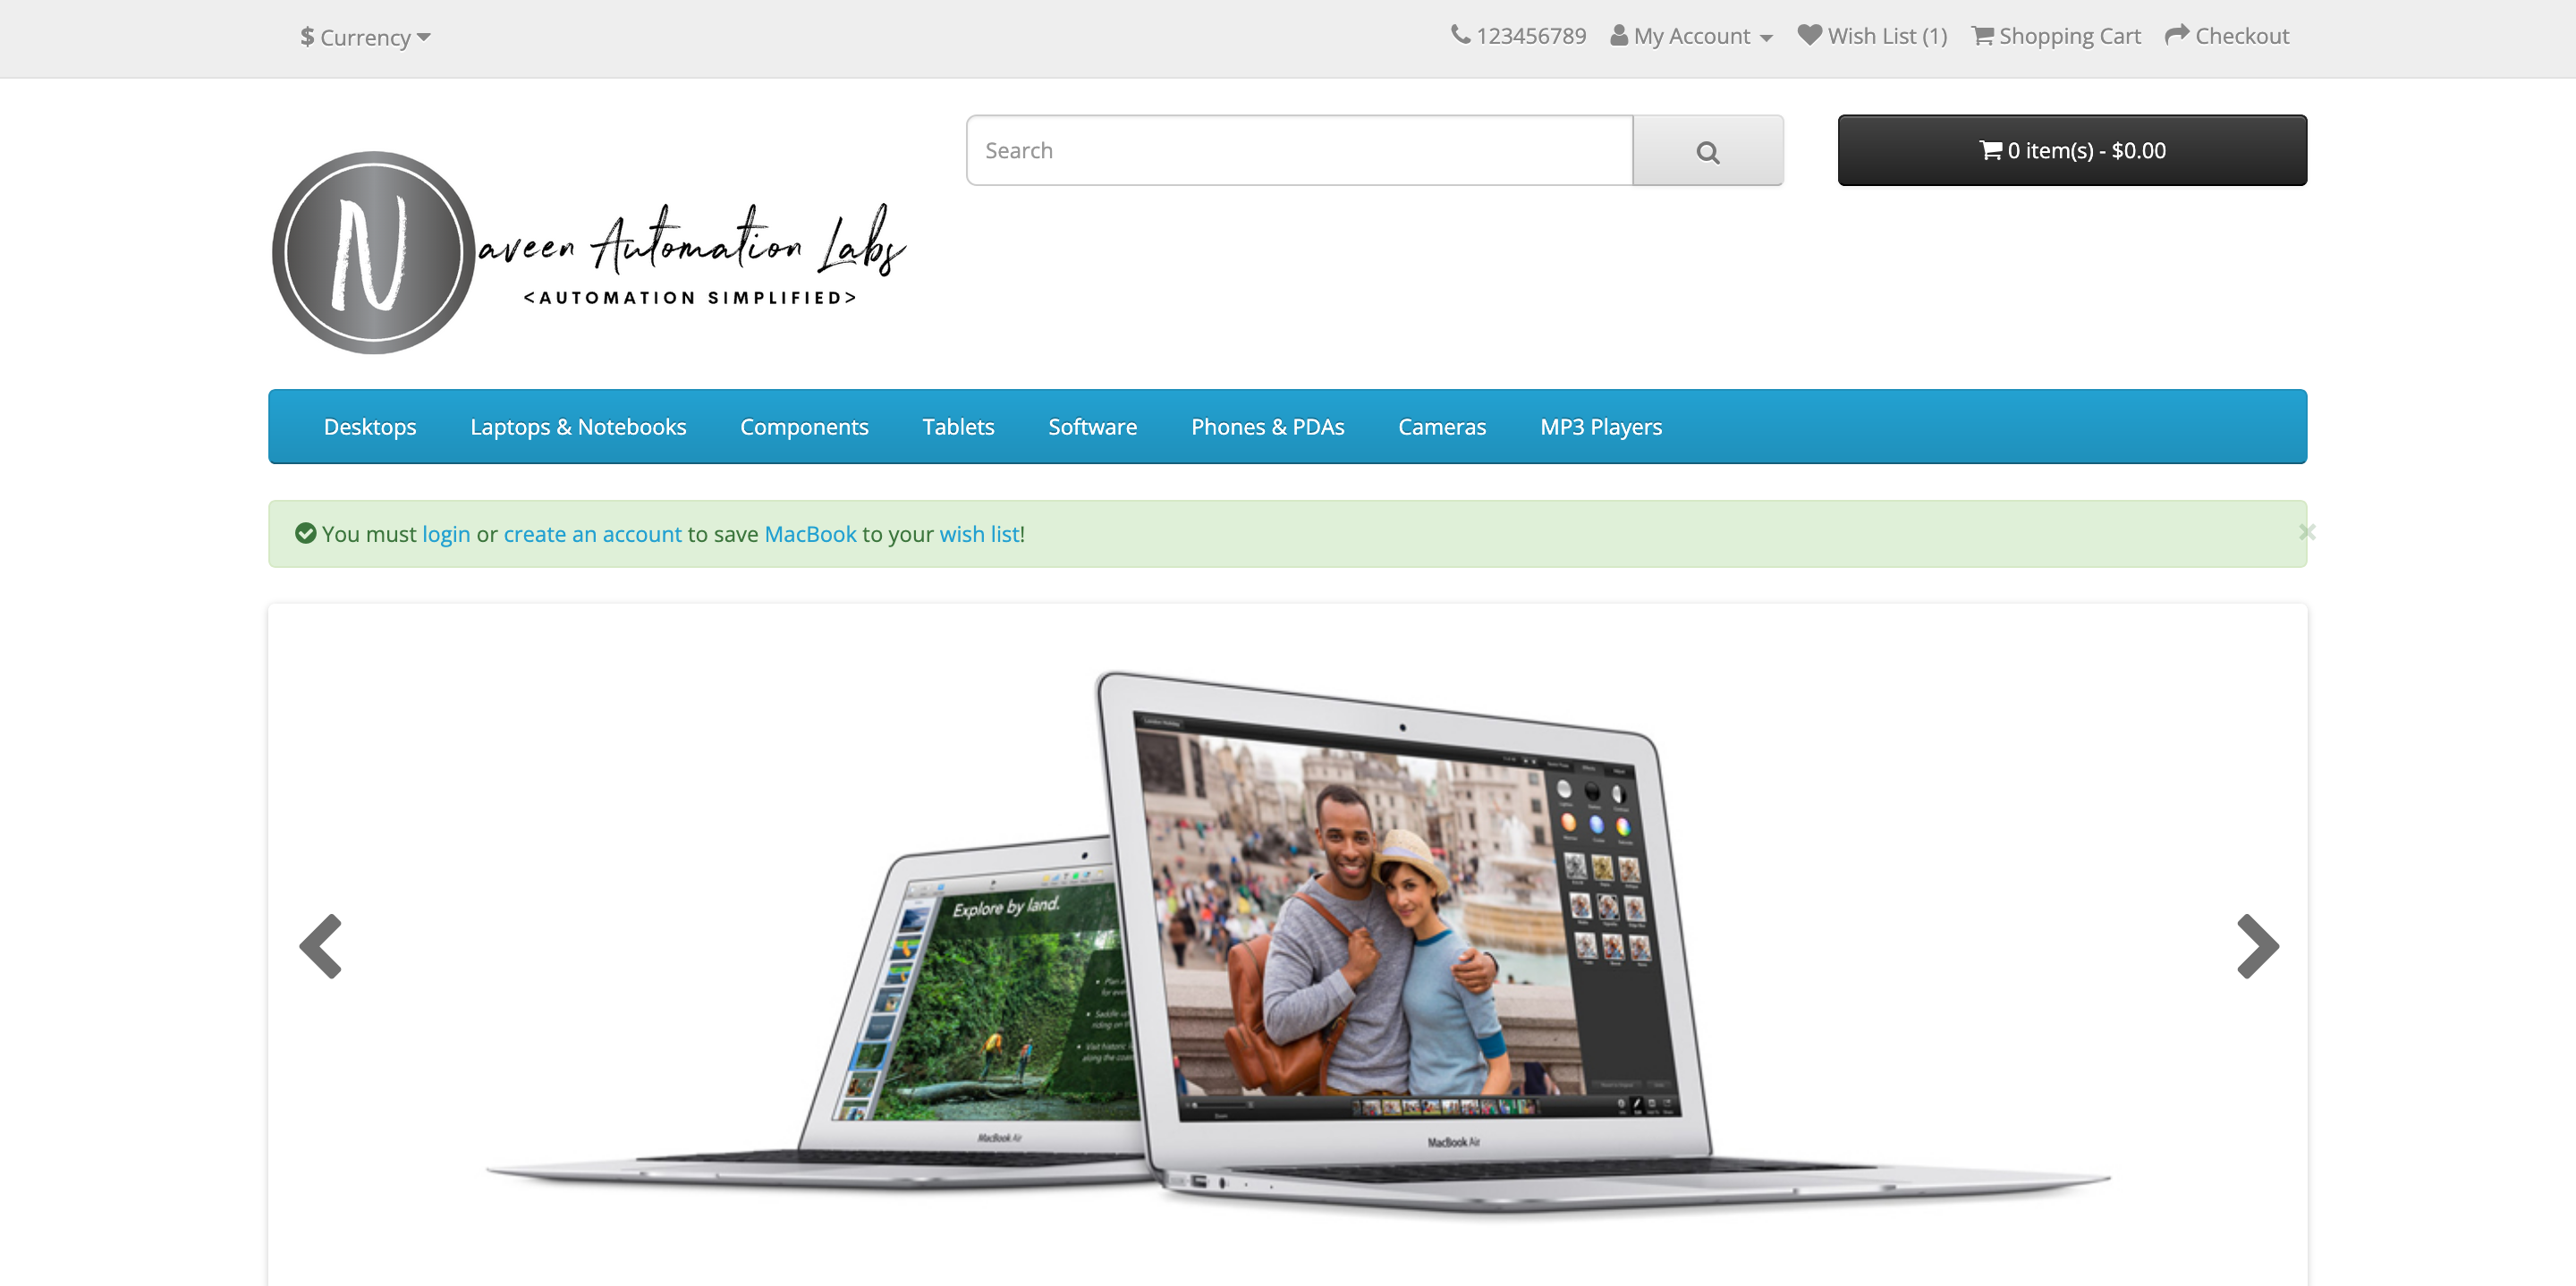 $ Currency
123456789 My Account Wish List (1) Shopping Cart Checkout
Search
0 item(s) - $0.00
Naveen Automation Labs
<AUTOMATION SIMPLIFIED>
Desktops Laptops & Notebooks Components Tablets Software Phones & PDAs Cameras MP3 Players
You must login or create an account to save MacBook to your wish list!
×
Explore by land.
MacBook Air
MacBook Air